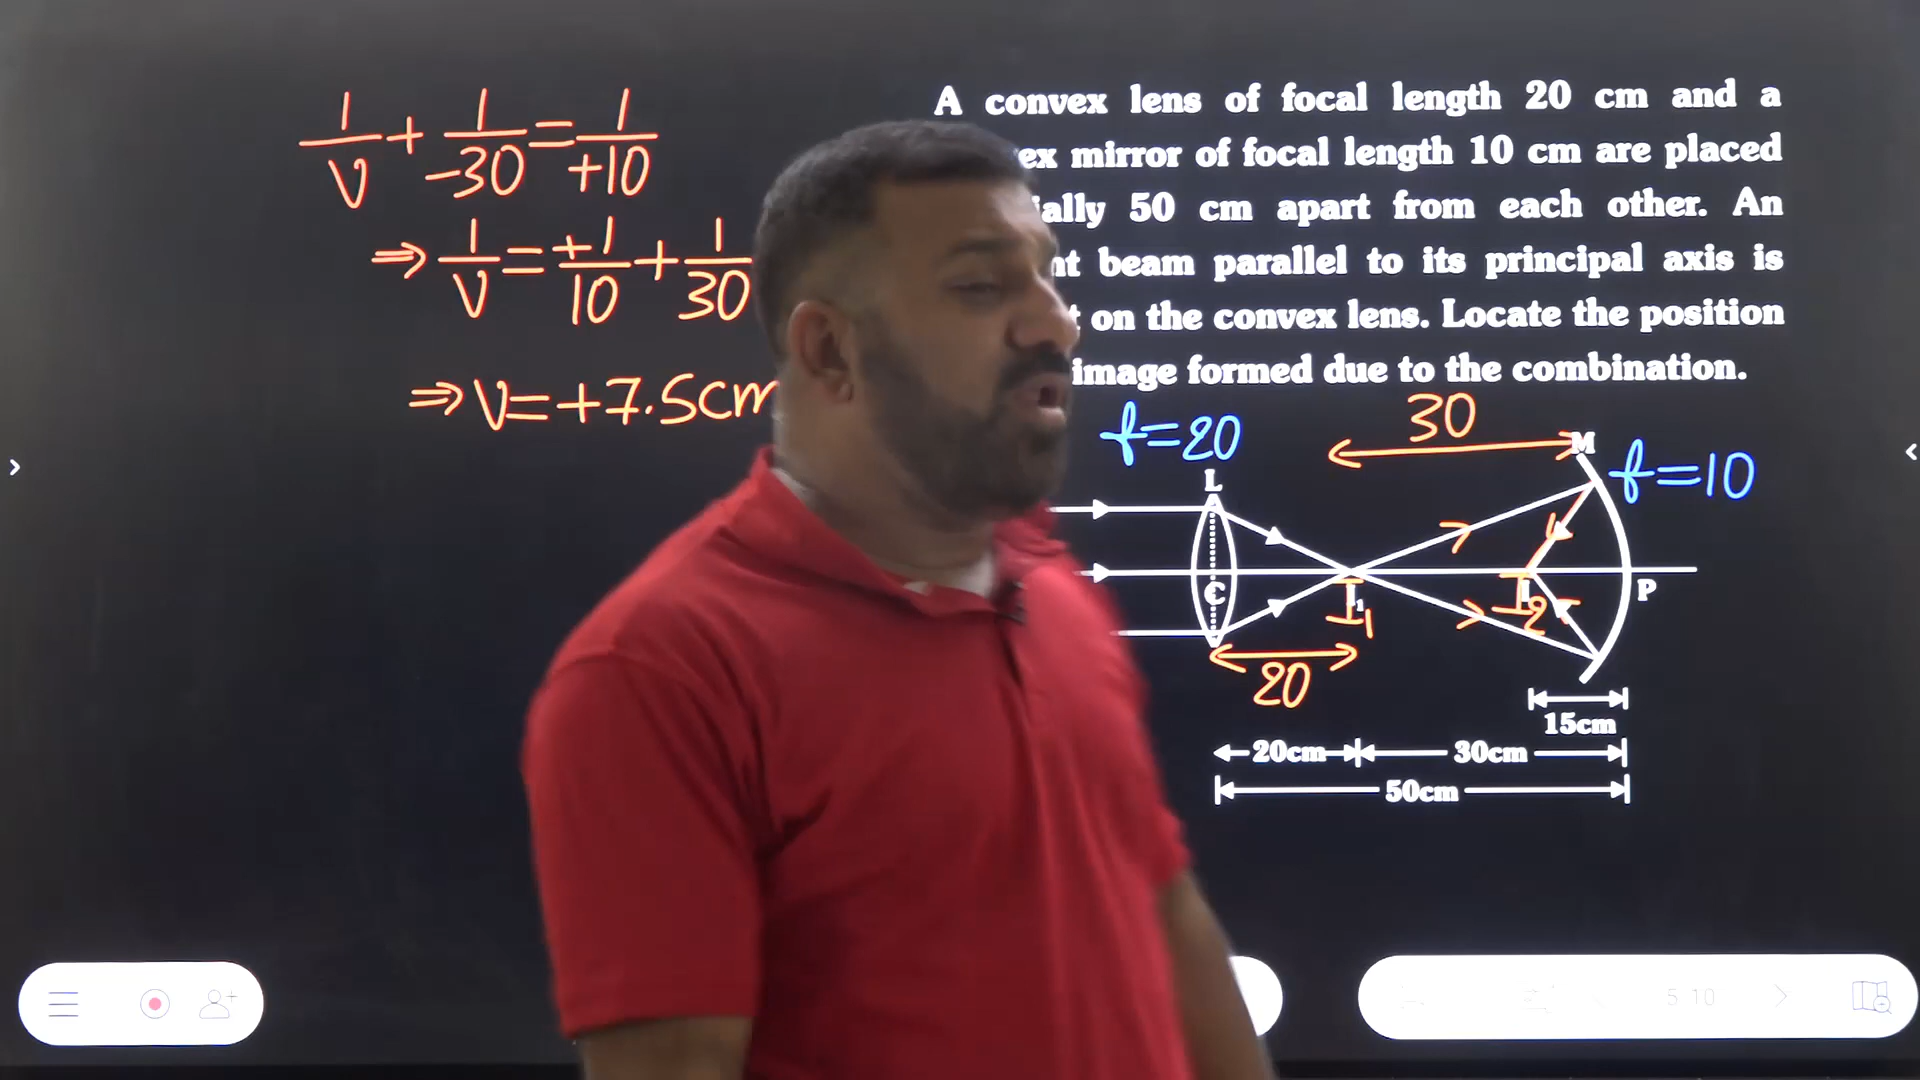 1/V + 1/-30 = 1/+10
⇒ 1/V = +1/10 + 1/30
⇒ V = +7.5cm
A convex lens of focal length 20 cm and a
mirror of focal length 10 cm are placed
50 cm apart from each other. An
beam parallel to its principal axis is
on the convex lens. Locate the position
image formed due to the combination.
f=20
30
M
f=10
L
C
I₁
I₁
I2
P
20
15cm
20cm
30cm
50cm
5 10